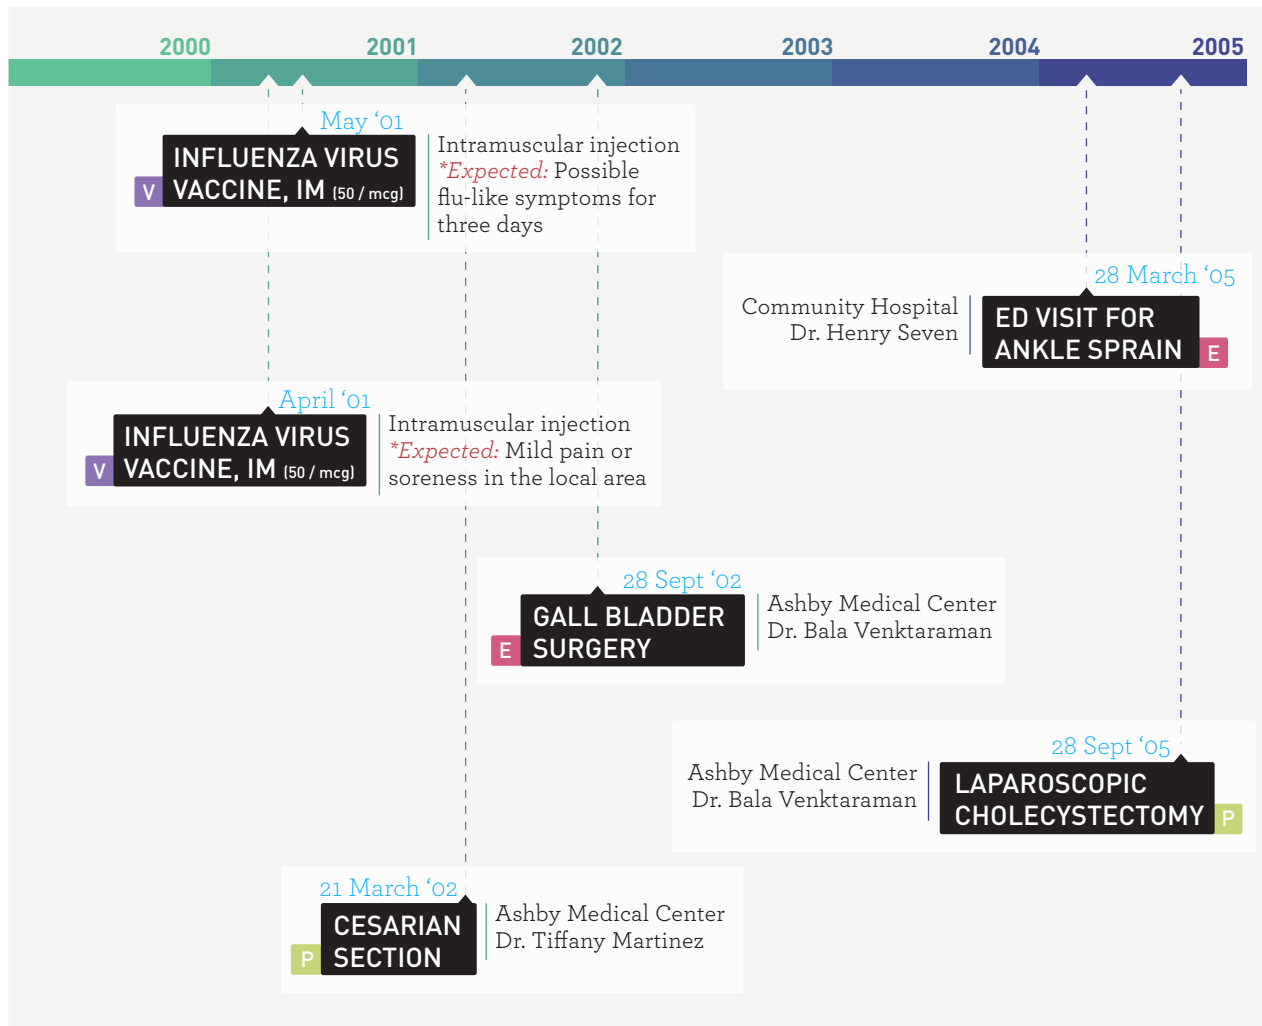 2000 2001 2002 2003 2004 2005
May ‘01
INFLUENZA VIRUS
VACCINE, IM (50 / mcg)
V
Intramuscular injection
*Expected: Possible
flu-like symptoms for
three days
28 March ‘05
Community Hospital
Dr. Henry Seven
ED VISIT FOR
ANKLE SPRAIN
E
April ‘01
INFLUENZA VIRUS
VACCINE, IM (50 / mcg)
V
Intramuscular injection
*Expected: Mild pain or
soreness in the local area
28 Sept ‘02
GALL BLADDER
SURGERY
E
Ashby Medical Center
Dr. Bala Venktaraman
28 Sept ‘05
Ashby Medical Center
Dr. Bala Venktaraman
LAPAROSCOPIC
CHOLECYSTECTOMY
P
21 March ‘02
CESARIAN
SECTION
P
Ashby Medical Center
Dr. Tiffany Martinez